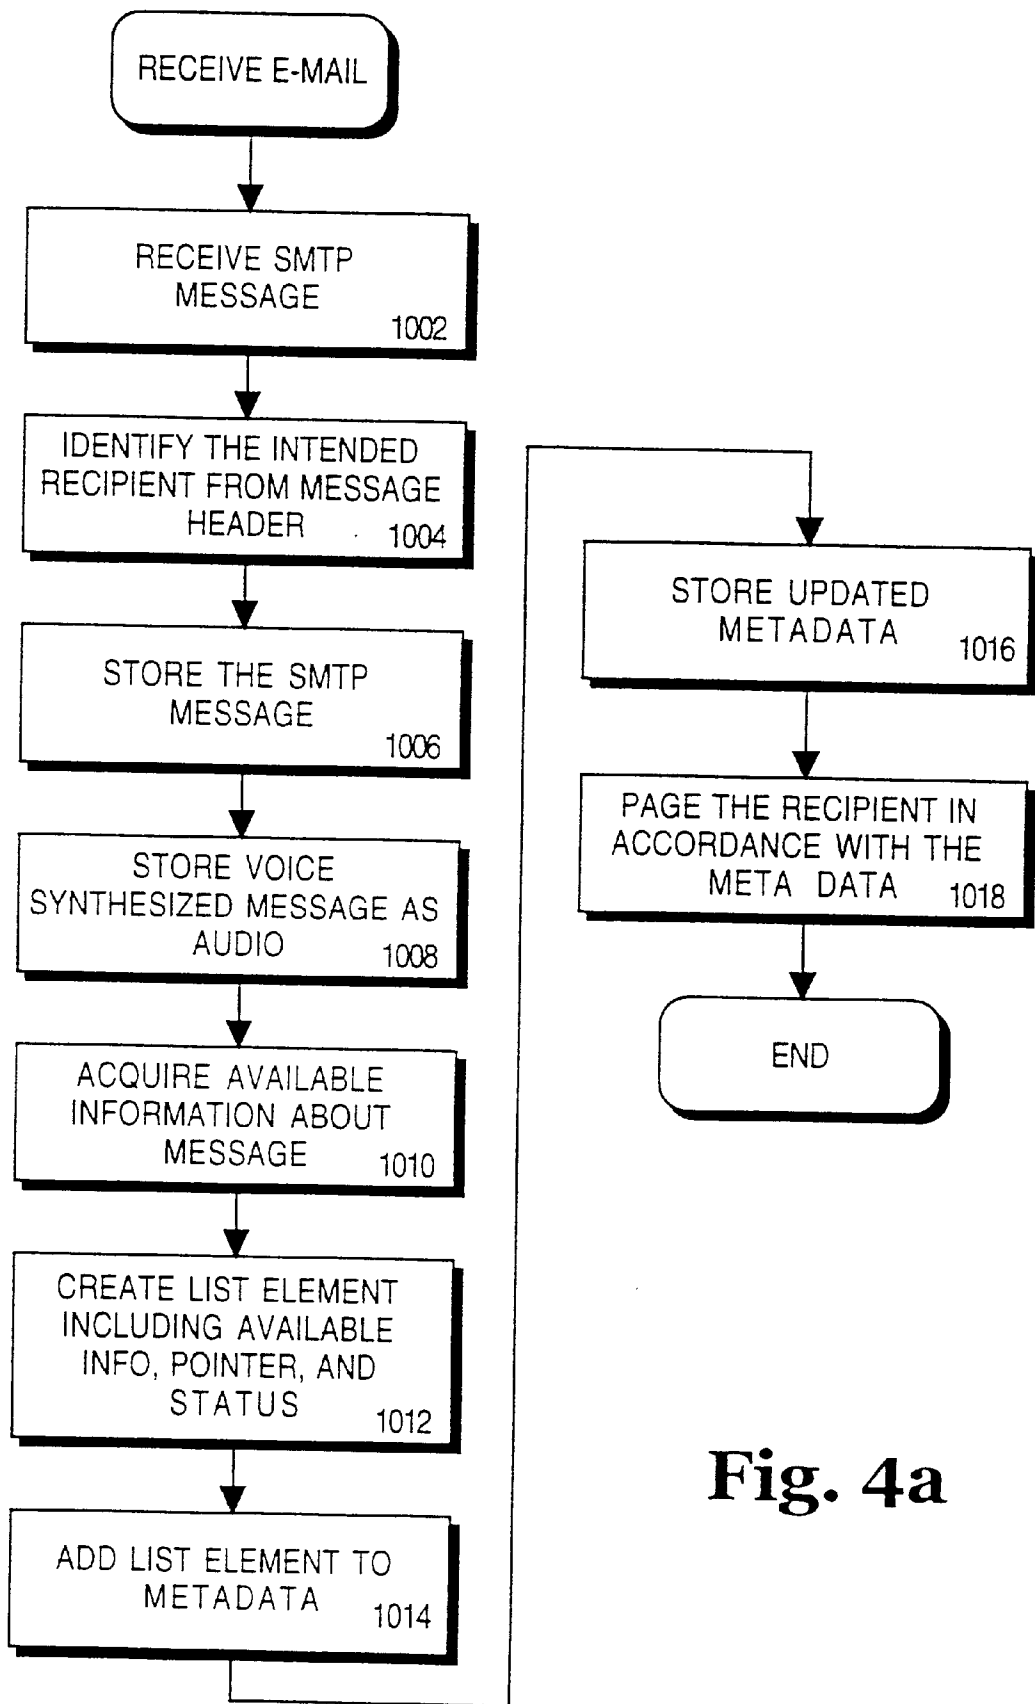 RECEIVE E-MAIL
RECEIVE SMTP
MESSAGE
1002
IDENTIFY THE INTENDED
RECIPIENT FROM MESSAGE
HEADER
1004
STORE THE SMTP
MESSAGE
1006
STORE VOICE
SYNTHESIZED MESSAGE AS
AUDIO
1008
ACQUIRE AVAILABLE
INFORMATION ABOUT
MESSAGE
1010
CREATE LIST ELEMENT
INCLUDING AVAILABLE
INFO, POINTER, AND
STATUS
1012
ADD LIST ELEMENT TO
METADATA
1014
STORE UPDATED
METADATA
1016
PAGE THE RECIPIENT IN
ACCORDANCE WITH THE
META DATA
1018
END
Fig. 4a